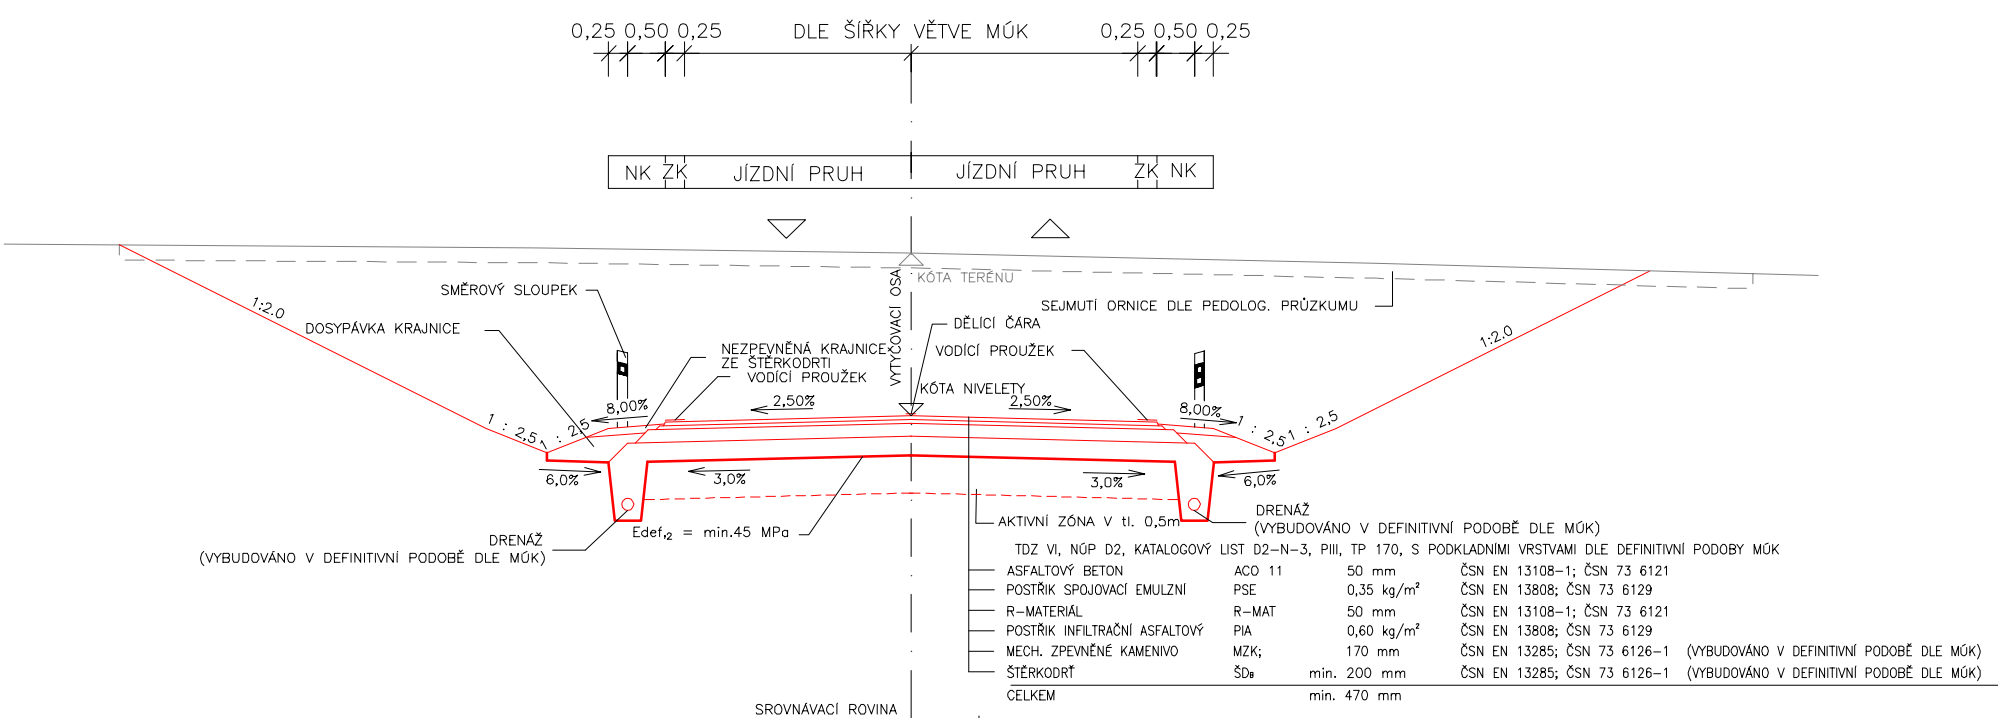 0,25 0,50 0,25 DLE ŠÍŘKY VĚTVE MÚK 0,25 0,50 0,25
NK ZK JÍZDNÍ PRUH JÍZDNÍ PRUH ZK NK
KÓTA TERÉNU
SMĚROVÝ SLOUPEK
SEJMUTÍ ORNICE DLE PEDOLOG. PRŮZKUMU
1:2.0
DOSYPÁVKA KRAJNICE
VYTYČOVACÍ OSA
DĚLÍCÍ ČÁRA
1:2.0
NEZPEVNĚNÁ KRAJNICE
ZE ŠTĚRKODRTI
VODÍCÍ PROUŽEK
VODÍCÍ PROUŽEK
KÓTA NIVELETY
8,00% 2,50% 2,50% 8,00%
1 : 2,5 1 : 2,5 1 : 2,5 1 : 2,5
6,0% 3,0% 3,0% 6,0%
DRENÁŽ
(VYBUDOVÁNO V DEFINITIVNÍ PODOBĚ DLE MÚK)
Edef,2 = min.45 MPa
AKTIVNÍ ZÓNA V tl. 0,5m
DRENÁŽ
(VYBUDOVÁNO V DEFINITIVNÍ PODOBĚ DLE MÚK)
TDZ VI, NÚP D2, KATALOGOVÝ LIST D2-N-3, PIII, TP 170, S PODKLADNÍMI VRSTVAMI DLE DEFINITIVNÍ PODOBY MÚK
ASFALTOVÝ BETON ACO 11 50 mm ČSN EN 13108-1; ČSN 73 6121
POSTŘIK SPOJOVACÍ EMULZNÍ PSE 0,35 kg/m² ČSN EN 13808; ČSN 73 6129
R-MATERIÁL R-MAT 50 mm ČSN EN 13108-1; ČSN 73 6121
POSTŘIK INFILTRAČNÍ ASFALTOVÝ PIA 0,60 kg/m² ČSN EN 13808; ČSN 73 6129
MECH. ZPEVNĚNÉ KAMENIVO MZK; 170 mm ČSN EN 13285; ČSN 73 6126-1 (VYBUDOVÁNO V DEFINITIVNÍ PODOBĚ DLE MÚK)
ŠTĚRKODRŤ ŠDB min. 200 mm ČSN EN 13285; ČSN 73 6126-1 (VYBUDOVÁNO V DEFINITIVNÍ PODOBĚ DLE MÚK)
CELKEM min. 470 mm
SROVNÁVACÍ ROVINA